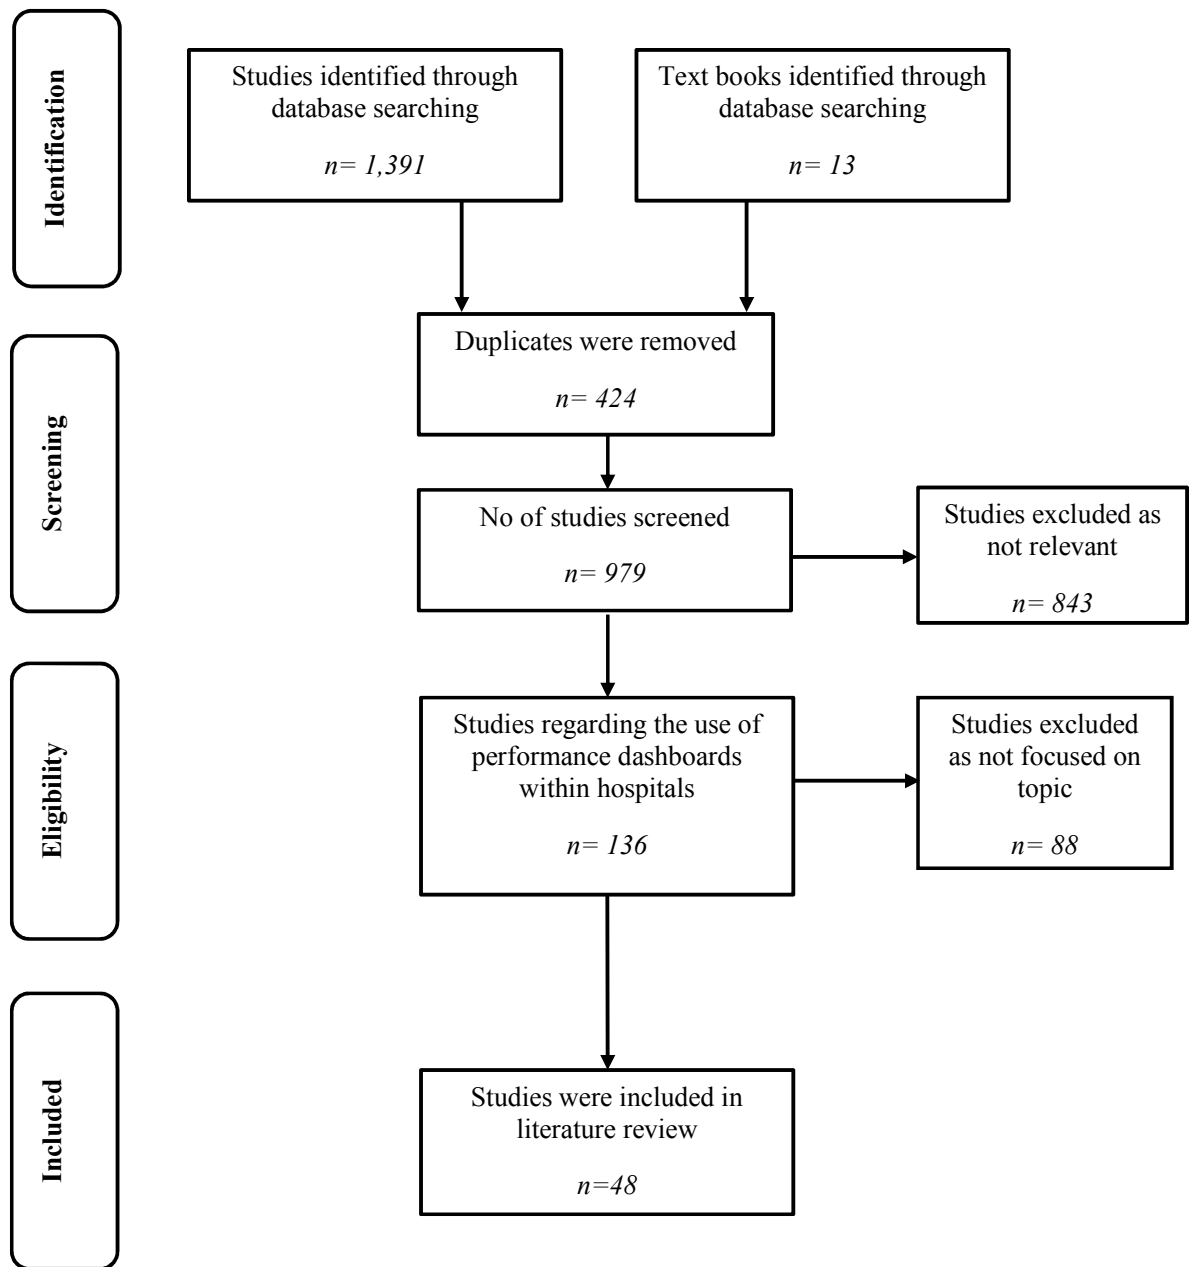 Identification
Studies identified through
database searching
n= 1,391
Text books identified through
database searching
n= 13
Screening
Duplicates were removed
n= 424
No of studies screened
n= 979
Studies excluded as
not relevant
n= 843
Eligibility
Studies regarding the use of
performance dashboards
within hospitals
n= 136
Studies excluded
as not focused on
topic
n= 88
Included
Studies were included in
literature review
n=48